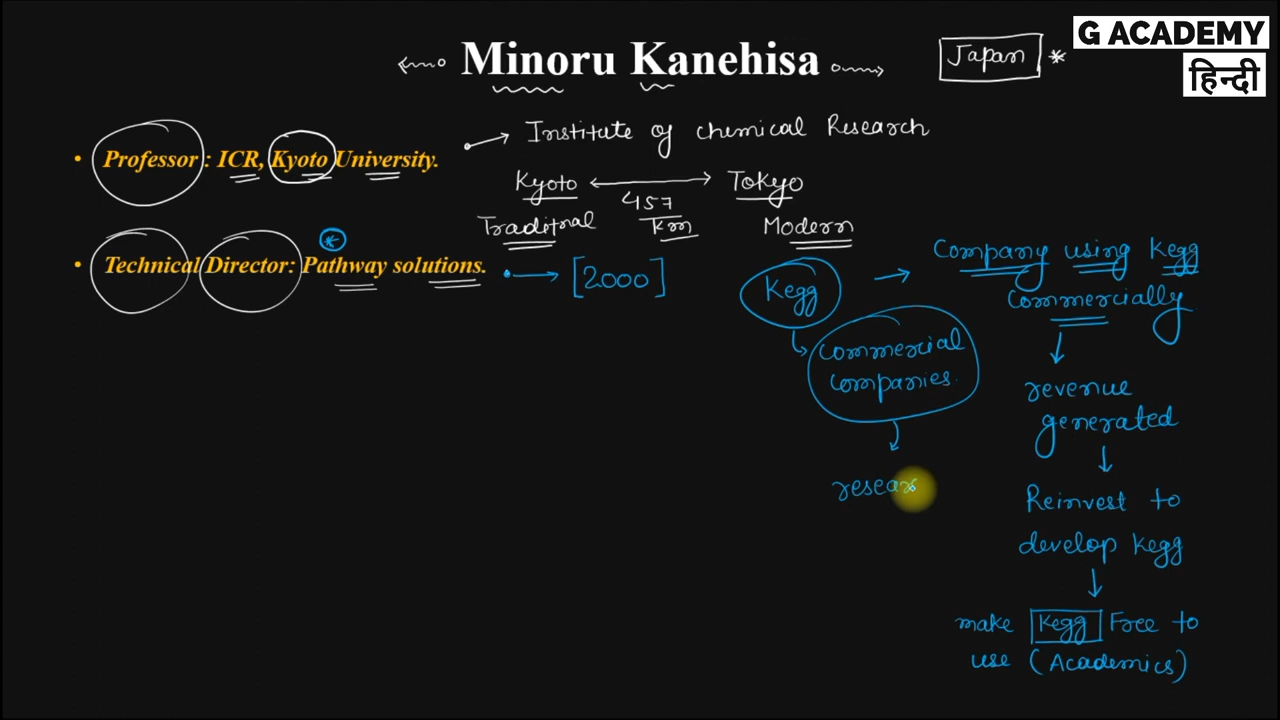 G ACADEMY
हिन्दी
Minoru Kanehisa
Japan *
• Professor : ICR, Kyoto University.
Institute of chemical Research
Kyoto Tokyo
457
Km
Traditnal Modern
• Technical Director: Pathway solutions.
[2000]
Kegg
Company using Kegg
commercially
commercial
companies.
resear
revenue
generated
Reinvest to
develop Kegg
make Kegg Free to
use (Academics)